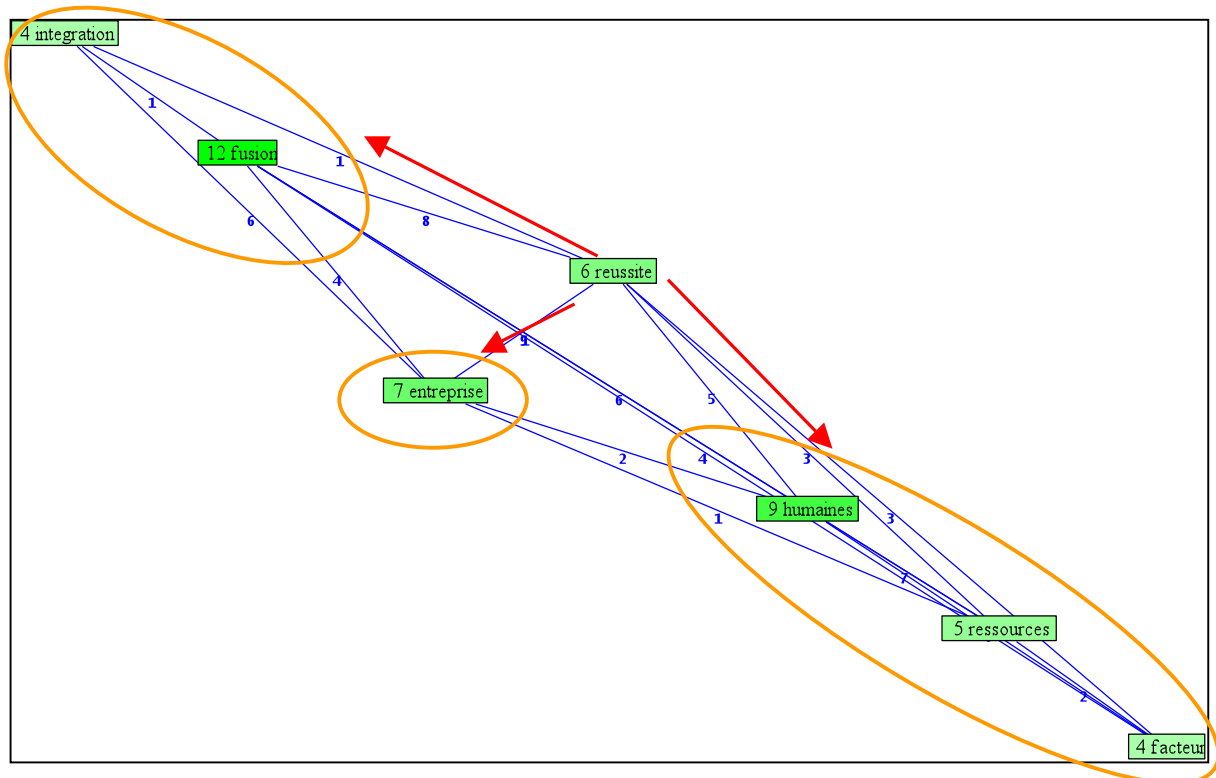 4 integration
1
12 fusion
1
6
8
6 reussite
4
1
7 entreprise
6
5
2
4
3
9 humaines
1
3
7
5 ressources
2
4 facteur